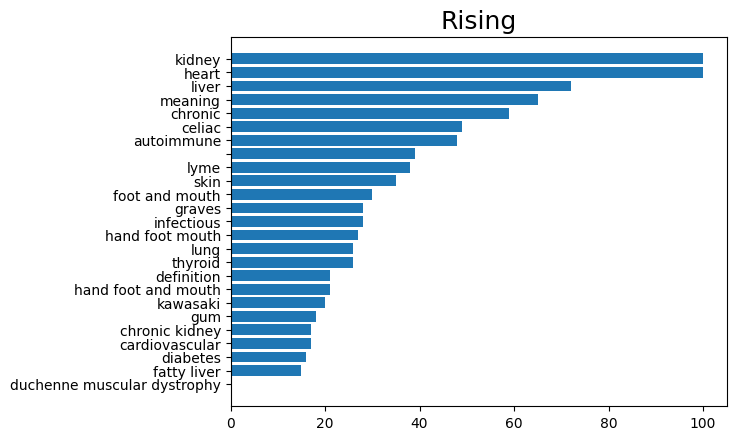 Rising
kidney
heart
liver
meaning
chronic
celiac
autoimmune
lyme
skin
foot and mouth
graves
infectious
hand foot mouth
lung
thyroid
definition
hand foot and mouth
kawasaki
gum
chronic kidney
cardiovascular
diabetes
fatty liver
duchenne muscular dystrophy
0 20 40 60 80 100